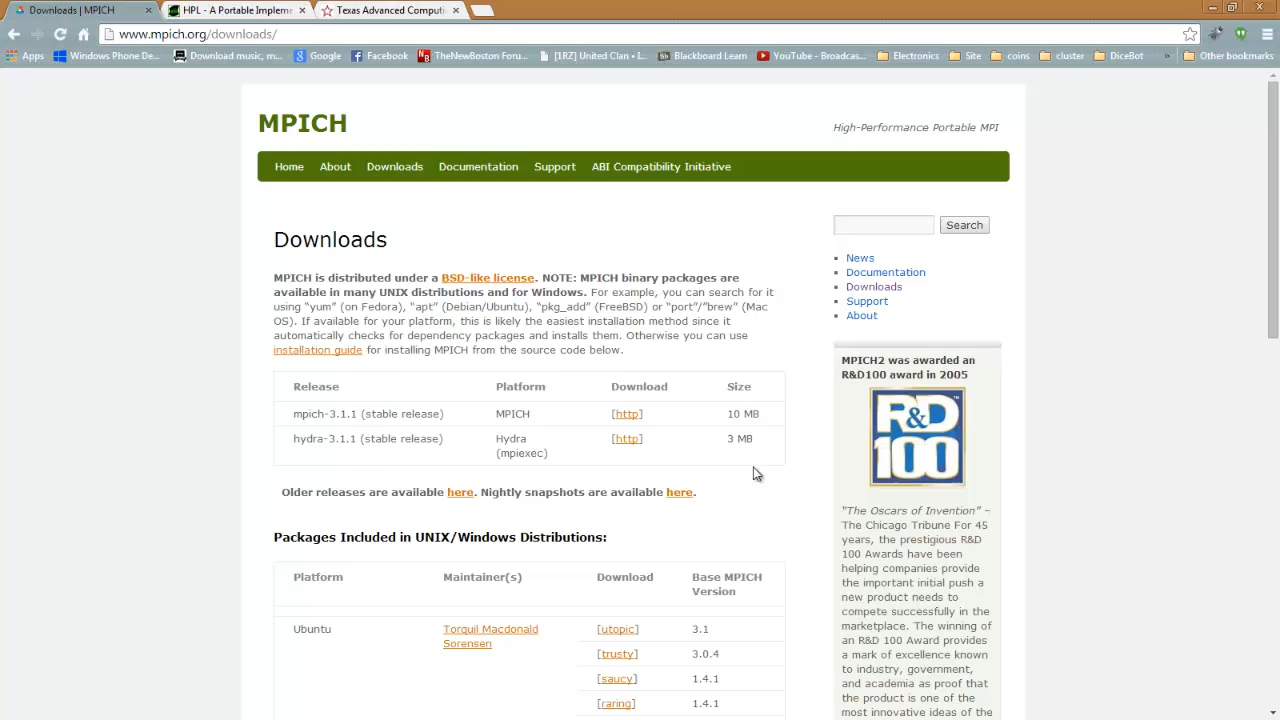 Downloads | MPICH
HPL - A Portable Impleme
Texas Advanced Computi
www.mpich.org/downloads/
Apps
Windows Phone De...
Download music, m...
Google
Facebook
TheNewBoston Foru...
[1RZ] United Clan • I...
Blackboard Learn
YouTube - Broadcas...
Electronics
Site
coins
cluster
DiceBot
»
Other bookmarks
MPICH
High-Performance Portable MPI
Home About Downloads Documentation Support ABI Compatibility Initiative
Downloads
MPICH is distributed under a BSD-like license. NOTE: MPICH binary packages are
available in many UNIX distributions and for Windows. For example, you can search for it
using "yum" (on Fedora), "apt" (Debian/Ubuntu), "pkg_add" (FreeBSD) or "port"/"brew" (Mac
OS). If available for your platform, this is likely the easiest installation method since it
automatically checks for dependency packages and installs them. Otherwise you can use
installation guide for installing MPICH from the source code below.
Release Platform Download Size
mpich-3.1.1 (stable release) MPICH [http] 10 MB
hydra-3.1.1 (stable release) Hydra [http] 3 MB
(mpiexec)
Older releases are available here. Nightly snapshots are available here.
Packages Included in UNIX/Windows Distributions:
Platform Maintainer(s) Download Base MPICH
Version
Ubuntu Torquil Macdonald [utopic] 3.1
Sorensen
[trusty] 3.0.4
[saucy] 1.4.1
[raring] 1.4.1
Search
News
Documentation
Downloads
Support
About
MPICH2 was awarded an
R&D100 award in 2005
R&D
100
™
"The Oscars of Invention" ~
The Chicago Tribune For 45
years, the prestigious R&D
100 Awards have been
helping companies provide
the important initial push a
new product needs to
compete successfully in the
marketplace. The winning of
an R&D 100 Award provides
a mark of excellence known
to industry, government,
and academia as proof that
the product is one of the
most innovative ideas of the